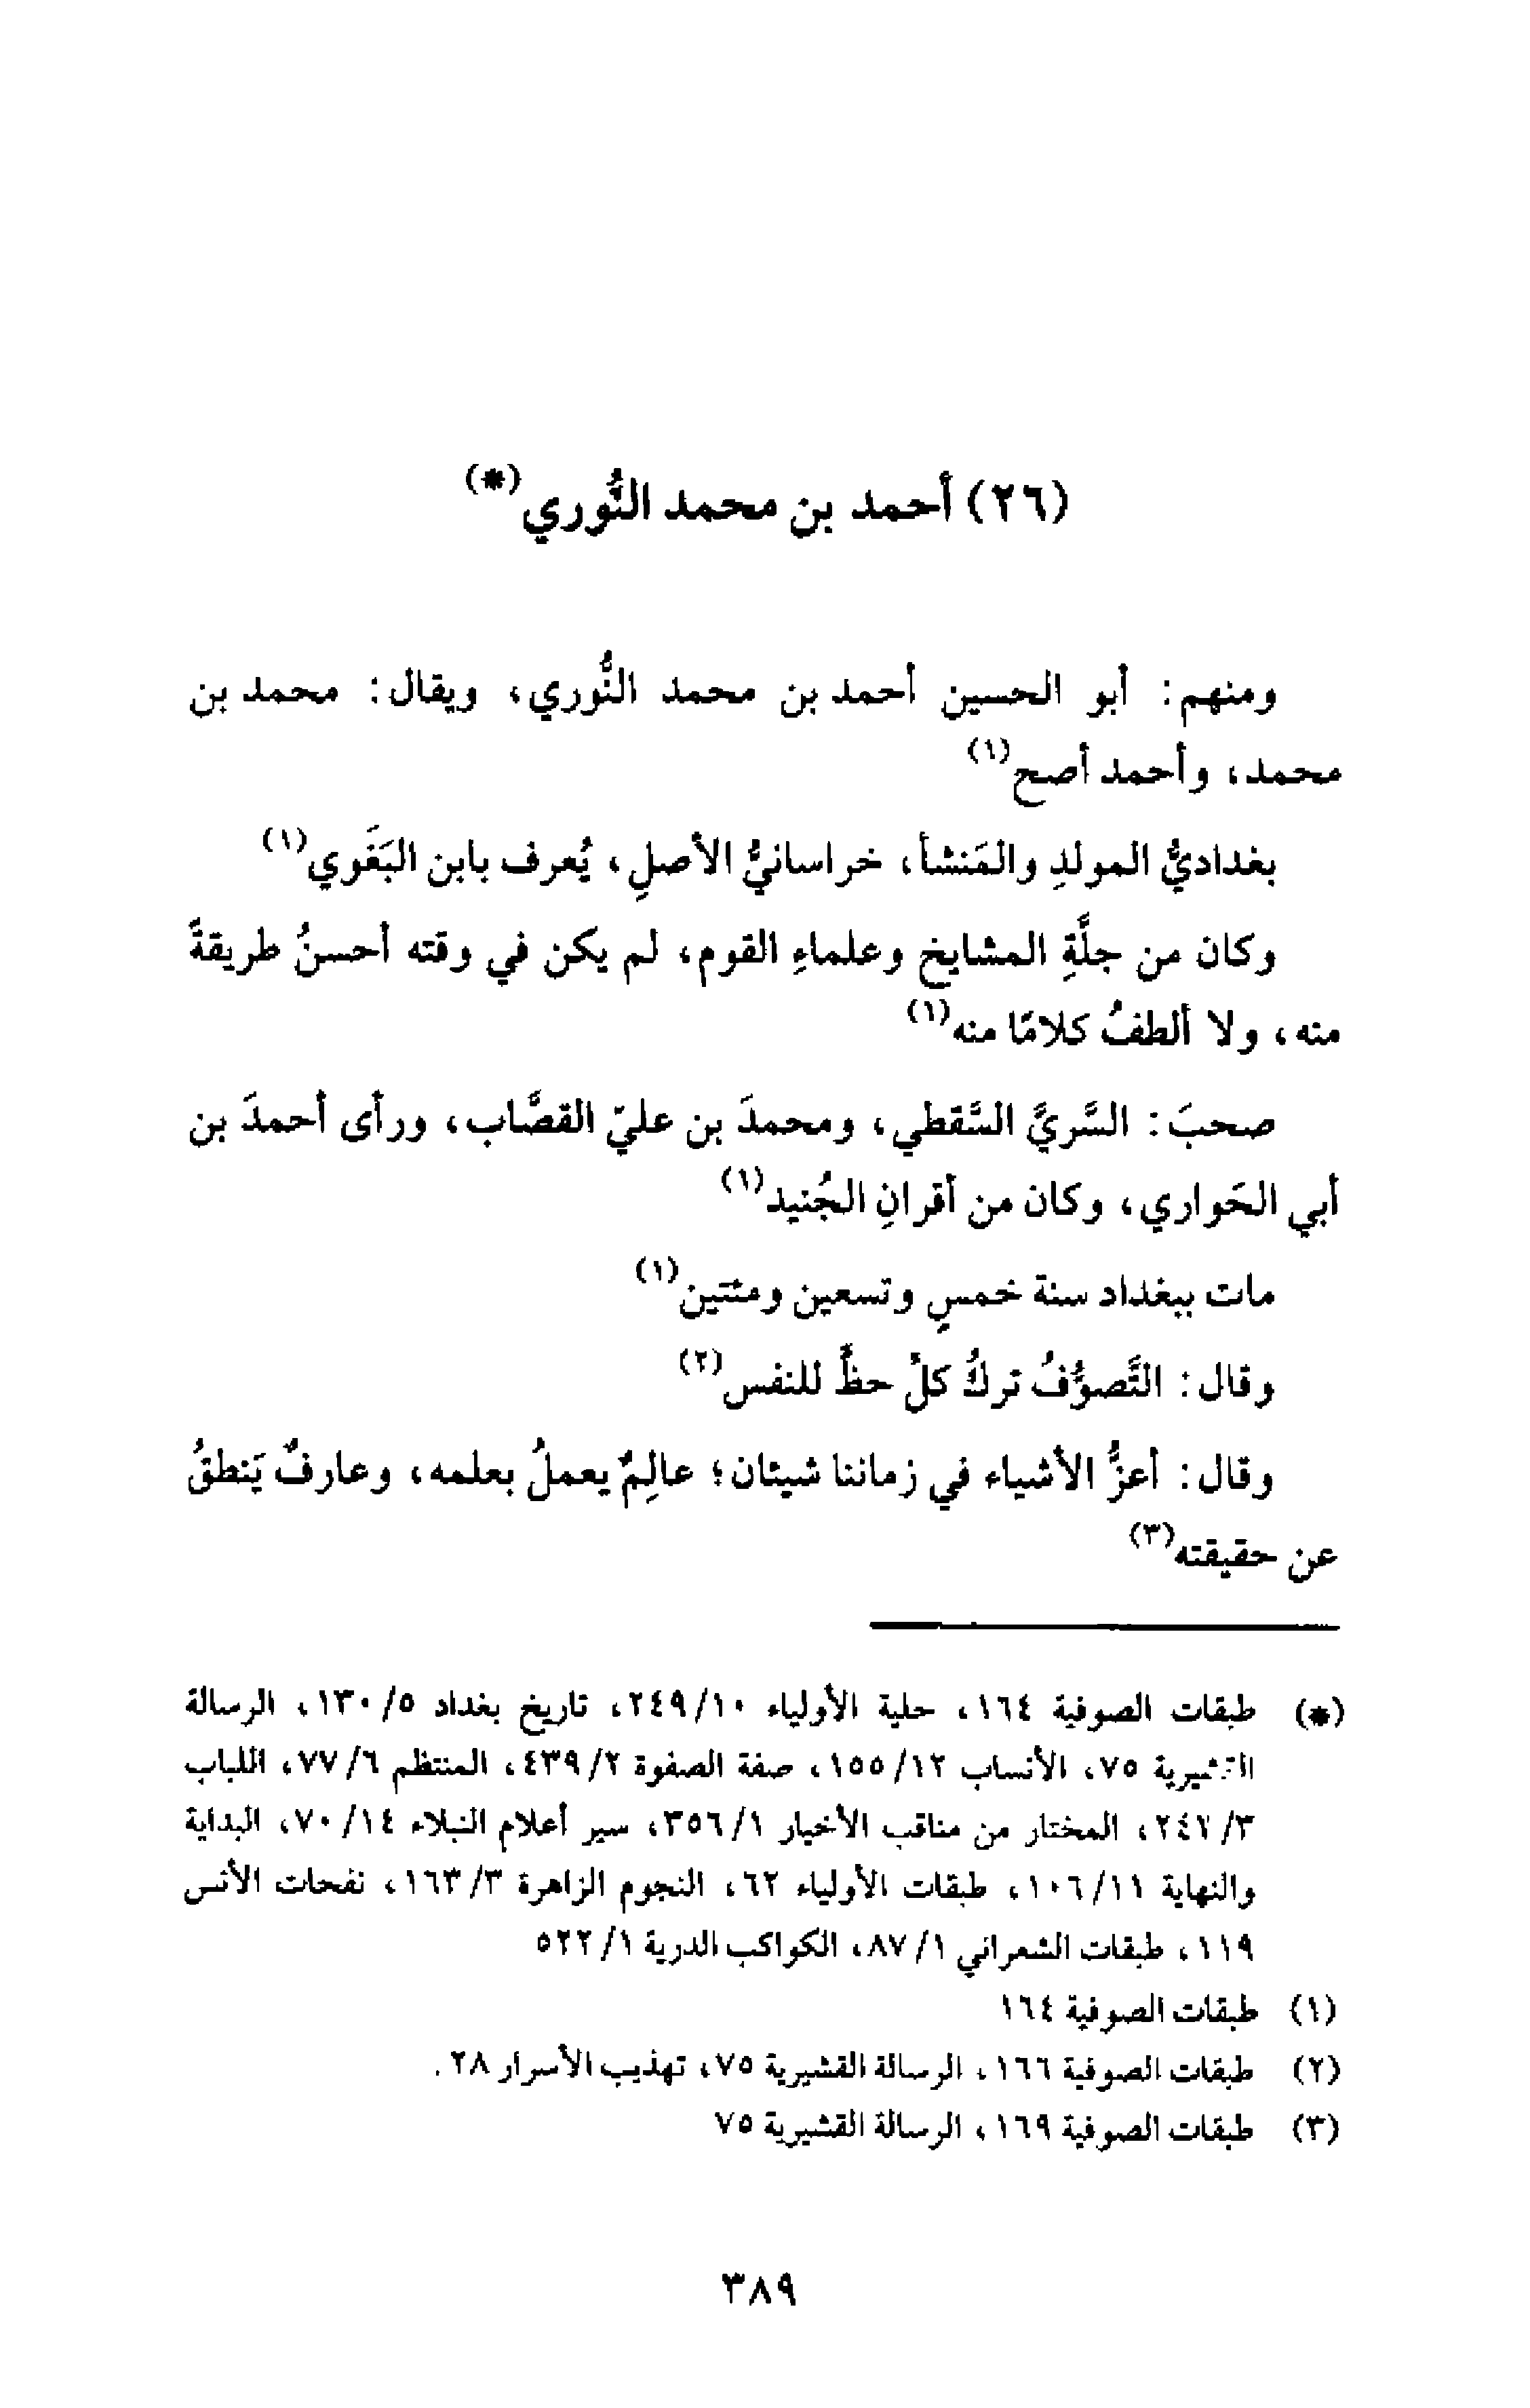 (٢٦) أحمد بن محمد النُّوري(*)
ومنهم: أبو الحسين أحمد بن محمد النُّوري، ويقال: محمد بن
محمد، وأحمد أصح(١)
بغداديُّ المولدِ والمَنشأ، خراسانيُّ الأصلِ، يُعرف بابن البَغَوي(١)
وكان من جلَّةِ المشايخ وعلماءِ القوم، لم يكن في وقته أحسنُ طريقةً
منه، ولا ألطفُ كلامًا منه(١)
صحبَ: السَّريَّ السَّقطي، ومحمدَ بن عليّ القصَّاب، ورأى أحمدَ بن
أبي الحَواري، وكان من أقرانِ الجُنيد(١)
مات ببغداد سنة خمسٍ وتسعين ومئتين(١)
وقال: التَّصوُّفُ تركُ كلِّ حظٍّ للنفس(٢)
وقال: أعزُّ الأشياء في زماننا شيئان؛ عالِمٌ يعملُ بعلمه، وعارفٌ يَنطقُ
عن حقيقته(٣)
(*) طبقات الصوفية ١٦٤، حلية الأولياء ١٠/٢٤٩، تاريخ بغداد ٥/١٣٠، الرسالة
القشيرية ٧٥، الأنساب ١٢/١٥٥، صفة الصفوة ٢/٤٣٩، المنتظم ٦/٧٧، اللباب
٣/٢٤٢، المختار من مناقب الأخيار ١/٣٥٦، سير أعلام النبلاء ١٤/٧٠، البداية
والنهاية ١١/١٠٦، طبقات الأولياء ٦٢، النجوم الزاهرة ٣/١٦٣، نفحات الأنس
١١٩، طبقات الشعراني ١/٨٧، الكواكب الدرية ١/٥٢٢
(١) طبقات الصوفية ١٦٤
(٢) طبقات الصوفية ١٦٦، الرسالة القشيرية ٧٥، تهذيب الأسرار ٢٨.
(٣) طبقات الصوفية ١٦٩، الرسالة القشيرية ٧٥
٣٨٩